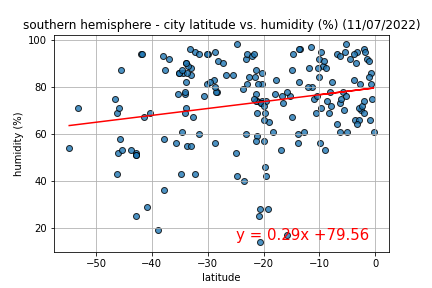 southern hemisphere - city latitude vs. humidity (%) (11/07/2022)
100
80
60
40
20
humidity (%)
y = 0.29x +79.56
−50 −40 −30 −20 −10 0
latitude